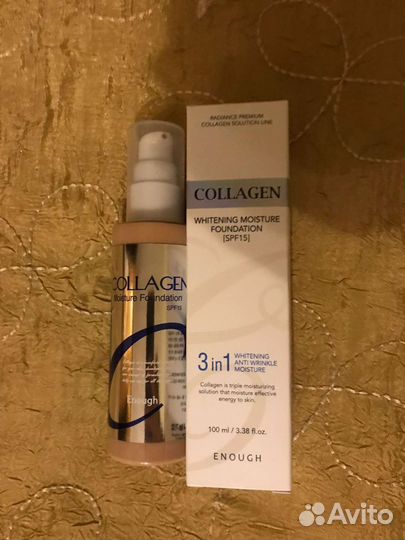 RADIANCE PREMIUM
COLLAGEN SOLUTION LINE
COLLAGEN
WHITENING MOISTURE
FOUNDATION
[SPF15]
3 in 1
WHITENING
ANTI WRINKLE
MOISTURE
Collagen is triple moisturizing
solution that moisture effective
energy to skin.
100 ml / 3.38 fl.oz.
ENOUGH
COLLAGEN
Moisture Foundation
SPF15
Enough
Avito